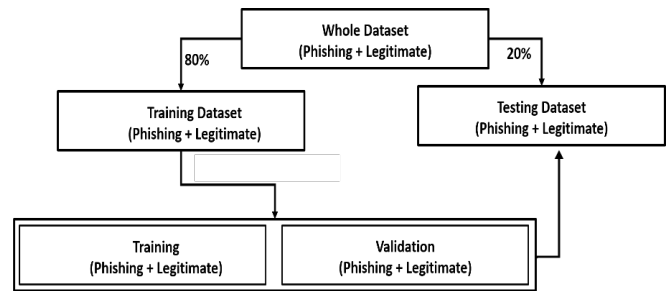 Whole Dataset
(Phishing + Legitimate)
80%
20%
Training Dataset
(Phishing + Legitimate)
Testing Dataset
(Phishing + Legitimate)
Training
(Phishing + Legitimate)
Validation
(Phishing + Legitimate)